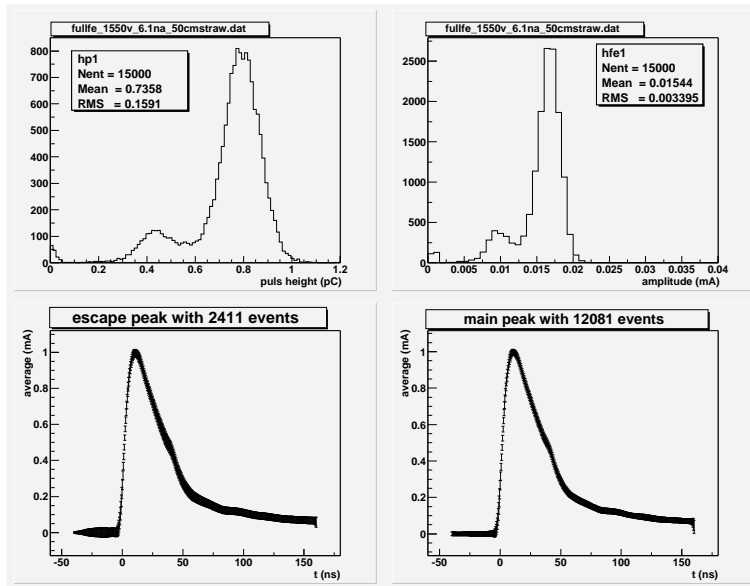 fullfe_1550v_6.1na_50cmstraw.dat
hp1
Nent = 15000
Mean = 0.7358
RMS = 0.1591
800
700
600
500
400
300
200
100
0
0 0.2 0.4 0.6 0.8 1 1.2
puls height (pC)
fullfe_1550v_6.1na_50cmstraw.dat
hfe1
Nent = 15000
Mean = 0.01544
RMS = 0.003395
2500
2000
1500
1000
500
0
0 0.005 0.01 0.015 0.02 0.025 0.03 0.035 0.04
amplitude (mA)
escape peak with 2411 events
average (mA)
1
0.8
0.6
0.4
0.2
0
-50 0 50 100 150
t (ns)
main peak with 12081 events
average (mA)
1
0.8
0.6
0.4
0.2
0
-50 0 50 100 150
t (ns)